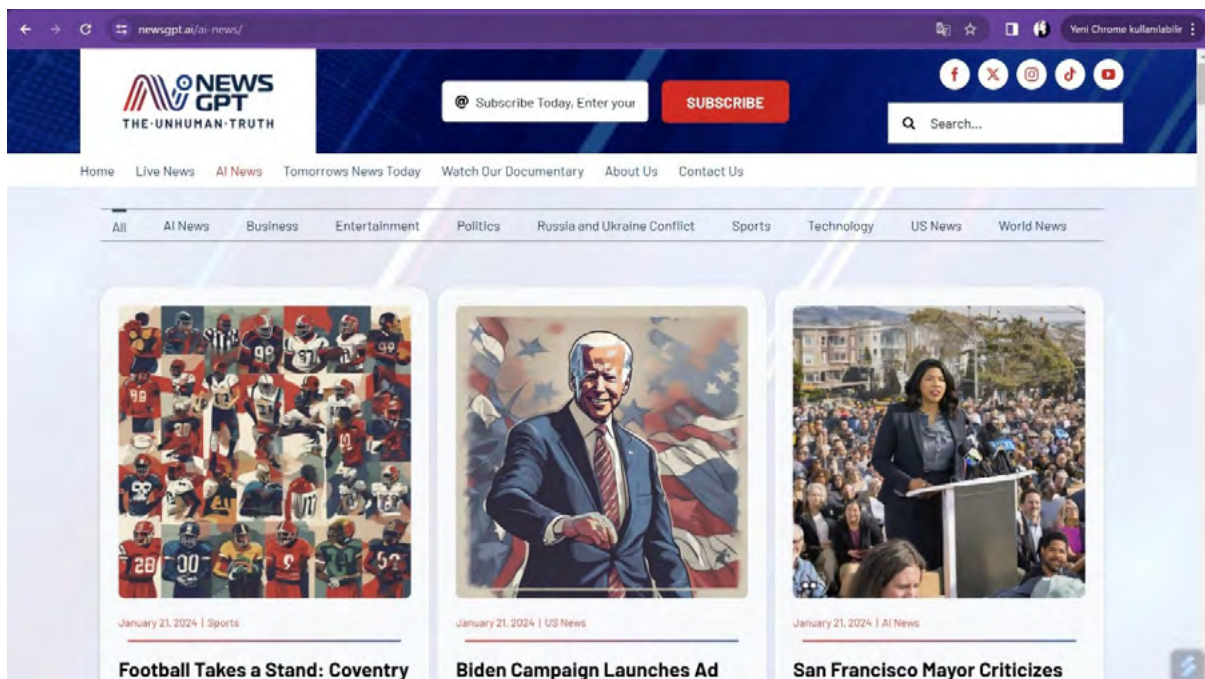 newsgpt.ai/ai-news/
Yeni Chrome kullanılabilir
NEWS
GPT
THE·UNHUMAN·TRUTH
@ Subscribe Today, Enter your
SUBSCRIBE
Search...
Home Live News AI News Tomorrows News Today Watch Our Documentary About Us Contact Us
All AI News Business Entertainment Politics Russia and Ukraine Conflict Sports Technology US News World News
January 21, 2024 | Sports
January 21, 2024 | US News
January 21, 2024 | AI News
Football Takes a Stand: Coventry
Biden Campaign Launches Ad
San Francisco Mayor Criticizes